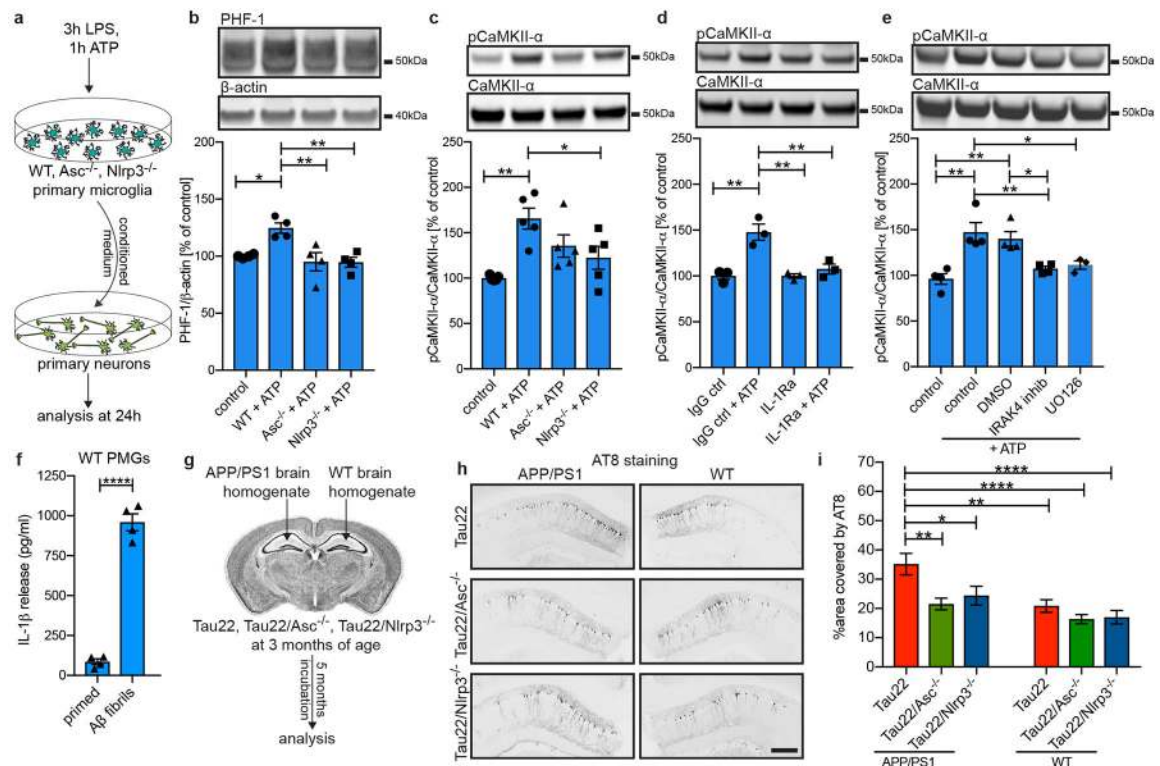 a
3h LPS,
1h ATP
WT, Asc⁻/⁻, Nlrp3⁻/⁻
primary microglia
conditioned
medium
primary neurons
analysis at 24h
b
PHF-1
50kDa
β-actin
40kDa
PHF-1/β-actin [% of control]
200
150
100
50
0
*
**
**
control
WT + ATP
Asc⁻/⁻ + ATP
Nlrp3⁻/⁻ + ATP
c
pCaMKII-α
50kDa
CaMKII-α
50kDa
pCaMKII-α/CaMKII-α [% of control]
250
200
150
100
50
0
**
*
control
WT + ATP
Asc⁻/⁻ + ATP
Nlrp3⁻/⁻ + ATP
d
pCaMKII-α
50kDa
CaMKII-α
50kDa
pCaMKII-α/CaMKII-α [% of control]
250
200
150
100
50
0
**
**
**
IgG ctrl
IgG ctrl + ATP
IL-1Ra
IL-1Ra + ATP
e
pCaMKII-α
50kDa
CaMKII-α
50kDa
pCaMKII-α/CaMKII-α [% of control]
250
200
150
100
50
0
*
**
*
**
**
control
control
DMSO
IRAK4 inhib
UO126
+ ATP
f
WT PMGs
IL-1β release (pg/ml)
1250
1000
750
500
250
0
****
primed
Aβ fibrils
g
APP/PS1 brain
homogenate
WT brain
homogenate
Tau22, Tau22/Asc⁻/⁻, Tau22/Nlrp3⁻/⁻
at 3 months of age
5 months
incubation
analysis
h
AT8 staining
APP/PS1
WT
Tau22
Tau22/Asc⁻/⁻
Tau22/Nlrp3⁻/⁻
i
%area covered by AT8
60
50
40
30
20
10
0
****
****
**
*
**
Tau22
Tau22/Asc⁻/⁻
Tau22/Nlrp3⁻/⁻
Tau22
Tau22/Asc⁻/⁻
Tau22/Nlrp3⁻/⁻
APP/PS1
WT